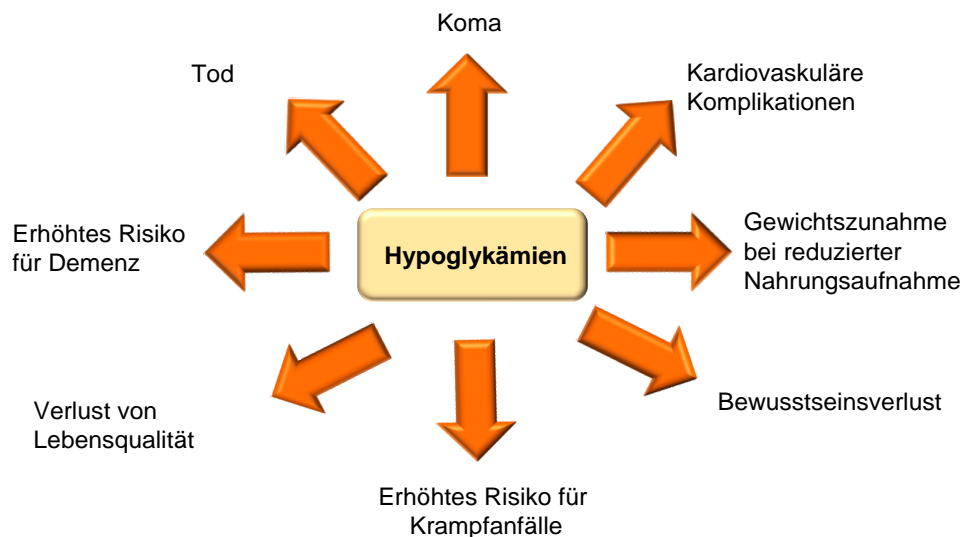 Koma
Tod
Kardiovaskuläre
Komplikationen
Erhöhtes Risiko
für Demenz
Hypoglykämien
Gewichtszunahme
bei reduzierter
Nahrungsaufnahme
Verlust von
Lebensqualität
Bewusstseinsverlust
Erhöhtes Risiko für
Krampfanfälle